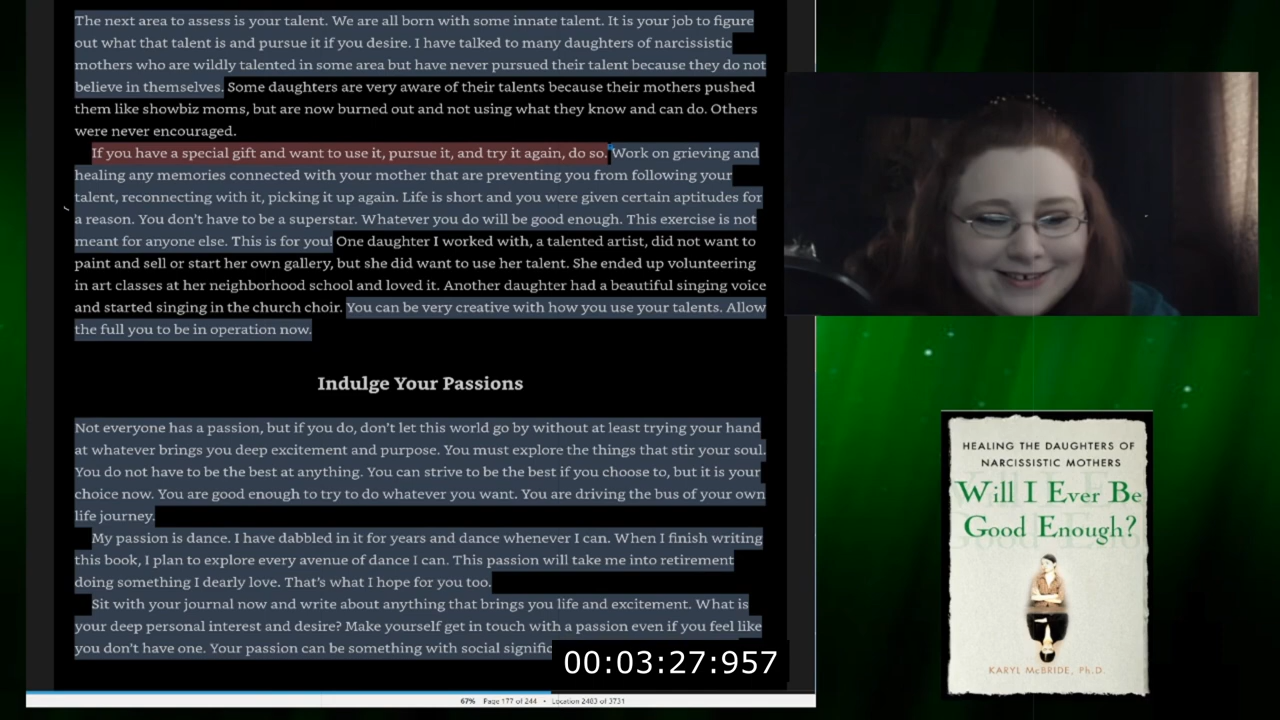 The next area to assess is your talent. We are all born with some innate talent. It is your job to figure
out what that talent is and pursue it if you desire. I have talked to many daughters of narcissistic
mothers who are wildly talented in some area but have never pursued their talent because they do not
believe in themselves. Some daughters are very aware of their talents because their mothers pushed
them like showbiz moms, but are now burned out and not using what they know and can do. Others
were never encouraged.
If you have a special gift and want to use it, pursue it, and try it again, do so. Work on grieving and
healing any memories connected with your mother that are preventing you from following your
talent, reconnecting with it, picking it up again. Life is short and you were given certain aptitudes for
a reason. You don't have to be a superstar. Whatever you do will be good enough. This exercise is not
meant for anyone else. This is for you! One daughter I worked with, a talented artist, did not want to
paint and sell or start her own gallery, but she did want to use her talent. She ended up volunteering
in art classes at her neighborhood school and loved it. Another daughter had a beautiful singing voice
and started singing in the church choir. You can be very creative with how you use your talents. Allow
the full you to be in operation now.
Indulge Your Passions
Not everyone has a passion, but if you do, don't let this world go by without at least trying your hand
at whatever brings you deep excitement and purpose. You must explore the things that stir your soul.
You do not have to be the best at anything. You can strive to be the best if you choose to, but it is your
choice now. You are good enough to try to do whatever you want. You are driving the bus of your own
life journey.
My passion is dance. I have dabbled in it for years and dance whenever I can. When I finish writing
this book, I plan to explore every avenue of dance I can. This passion will take me into retirement
doing something I dearly love. That's what I hope for you too.
Sit with your journal now and write about anything that brings you life and excitement. What is
your deep personal interest and desire? Make yourself get in touch with a passion even if you feel like
you don't have one. Your passion can be something with social
00:03:27:957
67% Page 177 of 244 • Location 2403 of 3731
HEALING THE DAUGHTERS OF
NARCISSISTIC MOTHERS
Will I Ever Be
Good Enough?
KARYL McBRIDE, Ph.D.